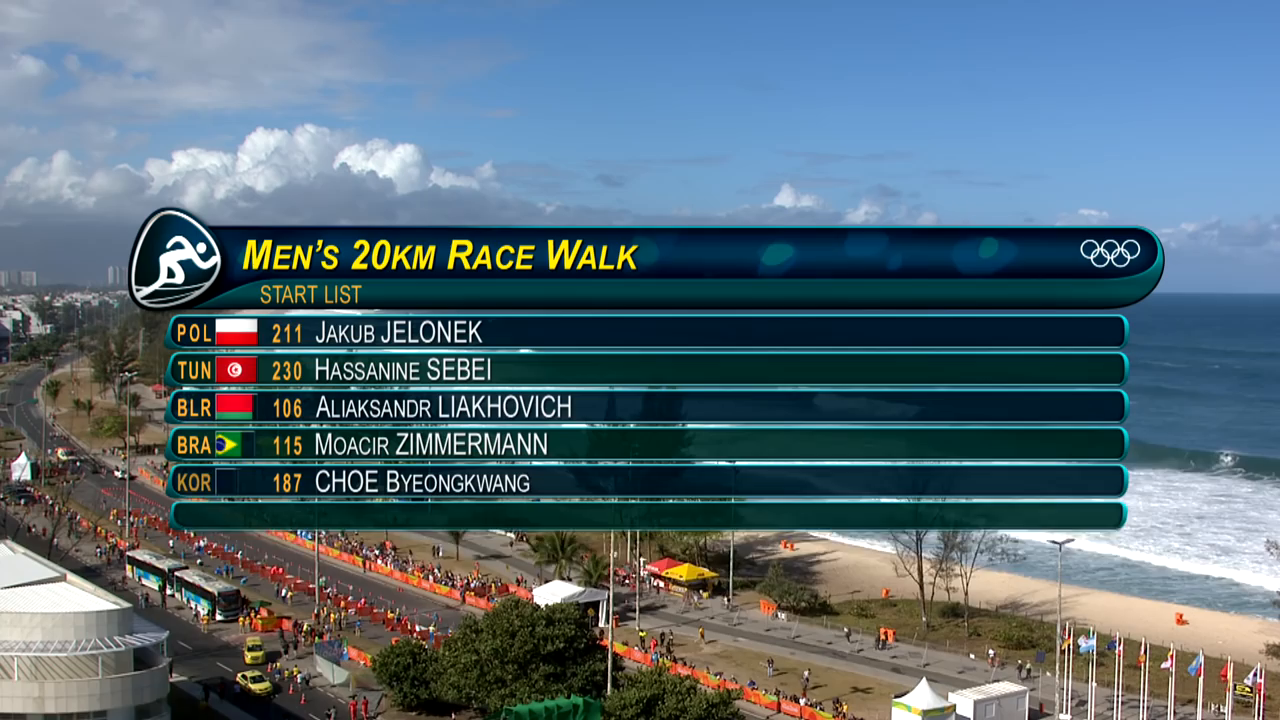 MEN'S 20KM RACE WALK
START LIST
POL 211 JAKUB JELONEK
TUN 230 HASSANINE SEBEI
BLR 106 ALIAKSANDR LIAKHOVICH
BRA 115 MOACIR ZIMMERMANN
KOR 187 CHOE BYEONGKWANG